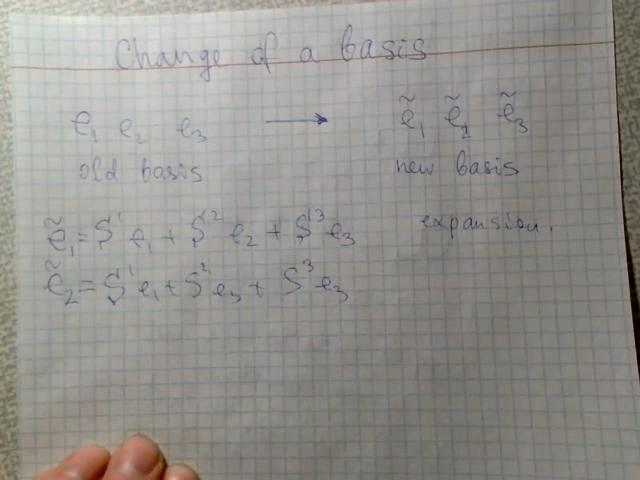 Change of a basis
e₁ e₂ e₃ → ẽ₁ ẽ₂ ẽ₃
old basis new basis
ẽ₁ = S¹ e₁ + S² e₂ + S³ e₃ expansion.
ẽ₂ = S¹ e₁ + S² e₃ + S³ e₃